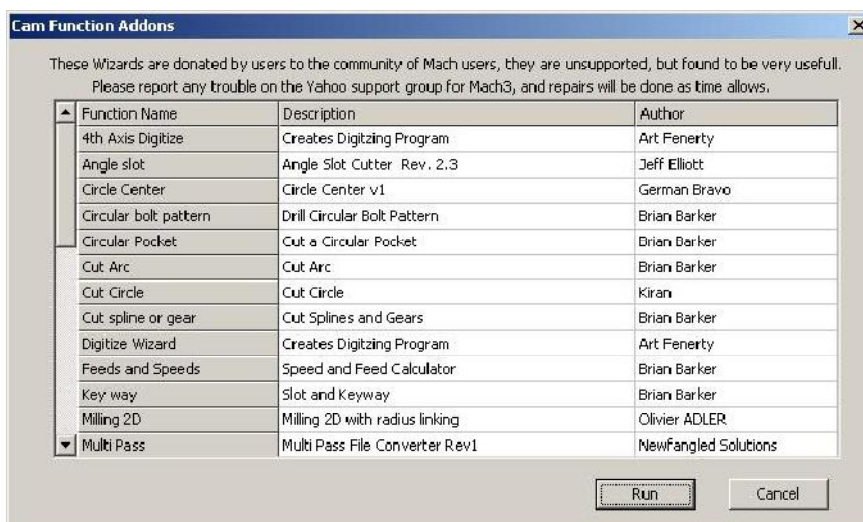 Cam Function Addons
These Wizards are donated by users to the community of Mach users, they are unsupported, but found to be very usefull.
Please report any trouble on the Yahoo support group for Mach3, and repairs will be done as time allows.
Function Name Description Author
4th Axis Digitize Creates Digitzing Program Art Fenerty
Angle slot Angle Slot Cutter Rev. 2.3 Jeff Elliott
Circle Center Circle Center v1 German Bravo
Circular bolt pattern Drill Circular Bolt Pattern Brian Barker
Circular Pocket Cut a Circular Pocket Brian Barker
Cut Arc Cut Arc Brian Barker
Cut Circle Cut Circle Kiran
Cut spline or gear Cut Splines and Gears Brian Barker
Digitize Wizard Creates Digitzing Program Art Fenerty
Feeds and Speeds Speed and Feed Calculator Brian Barker
Key way Slot and Keyway Brian Barker
Milling 2D Milling 2D with radius linking Olivier ADLER
Multi Pass Multi Pass File Converter Rev1 Newfangled Solutions
Run Cancel